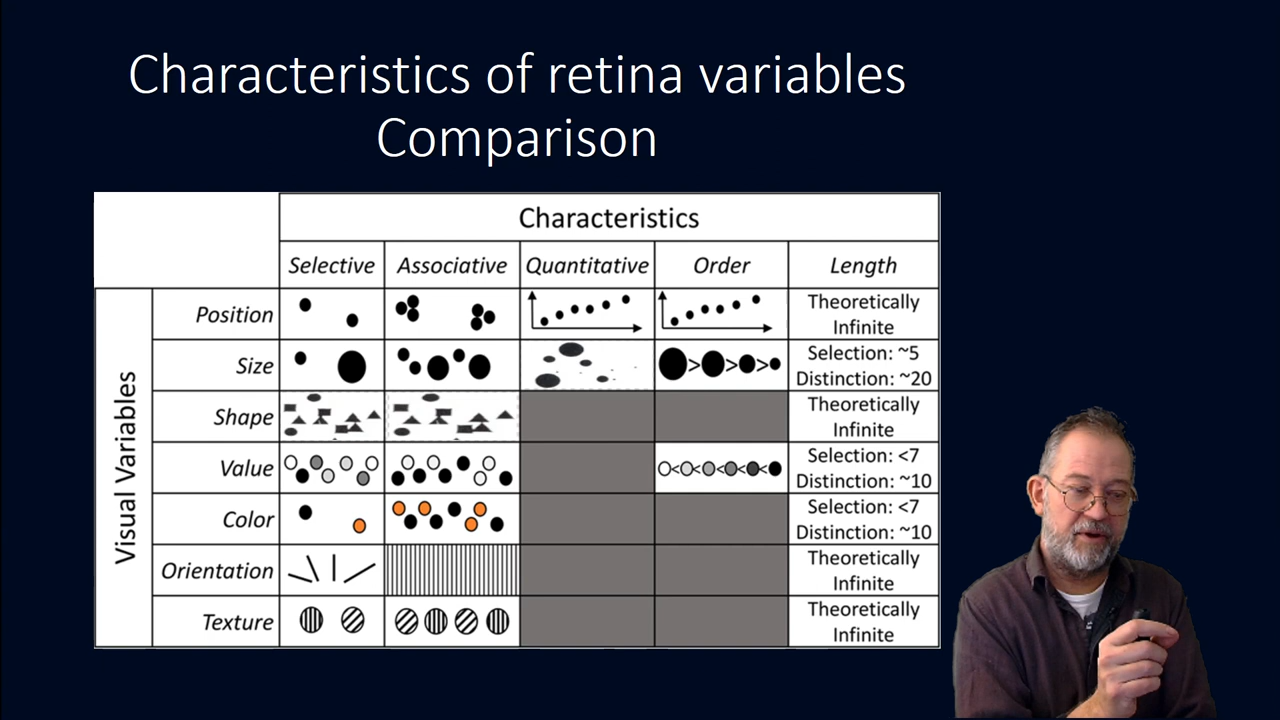 Characteristics of retina variables
Comparison
Characteristics
Selective Associative Quantitative Order Length
Visual Variables
Position
Theoretically
Infinite
Size
>>>
Selection: ~5
Distinction: ~20
Shape
Theoretically
Infinite
Value
<<<<<
Selection: <7
Distinction: ~10
Color
Selection: <7
Distinction: ~10
Orientation
Theoretically
Infinite
Texture
Theoretically
Infinite